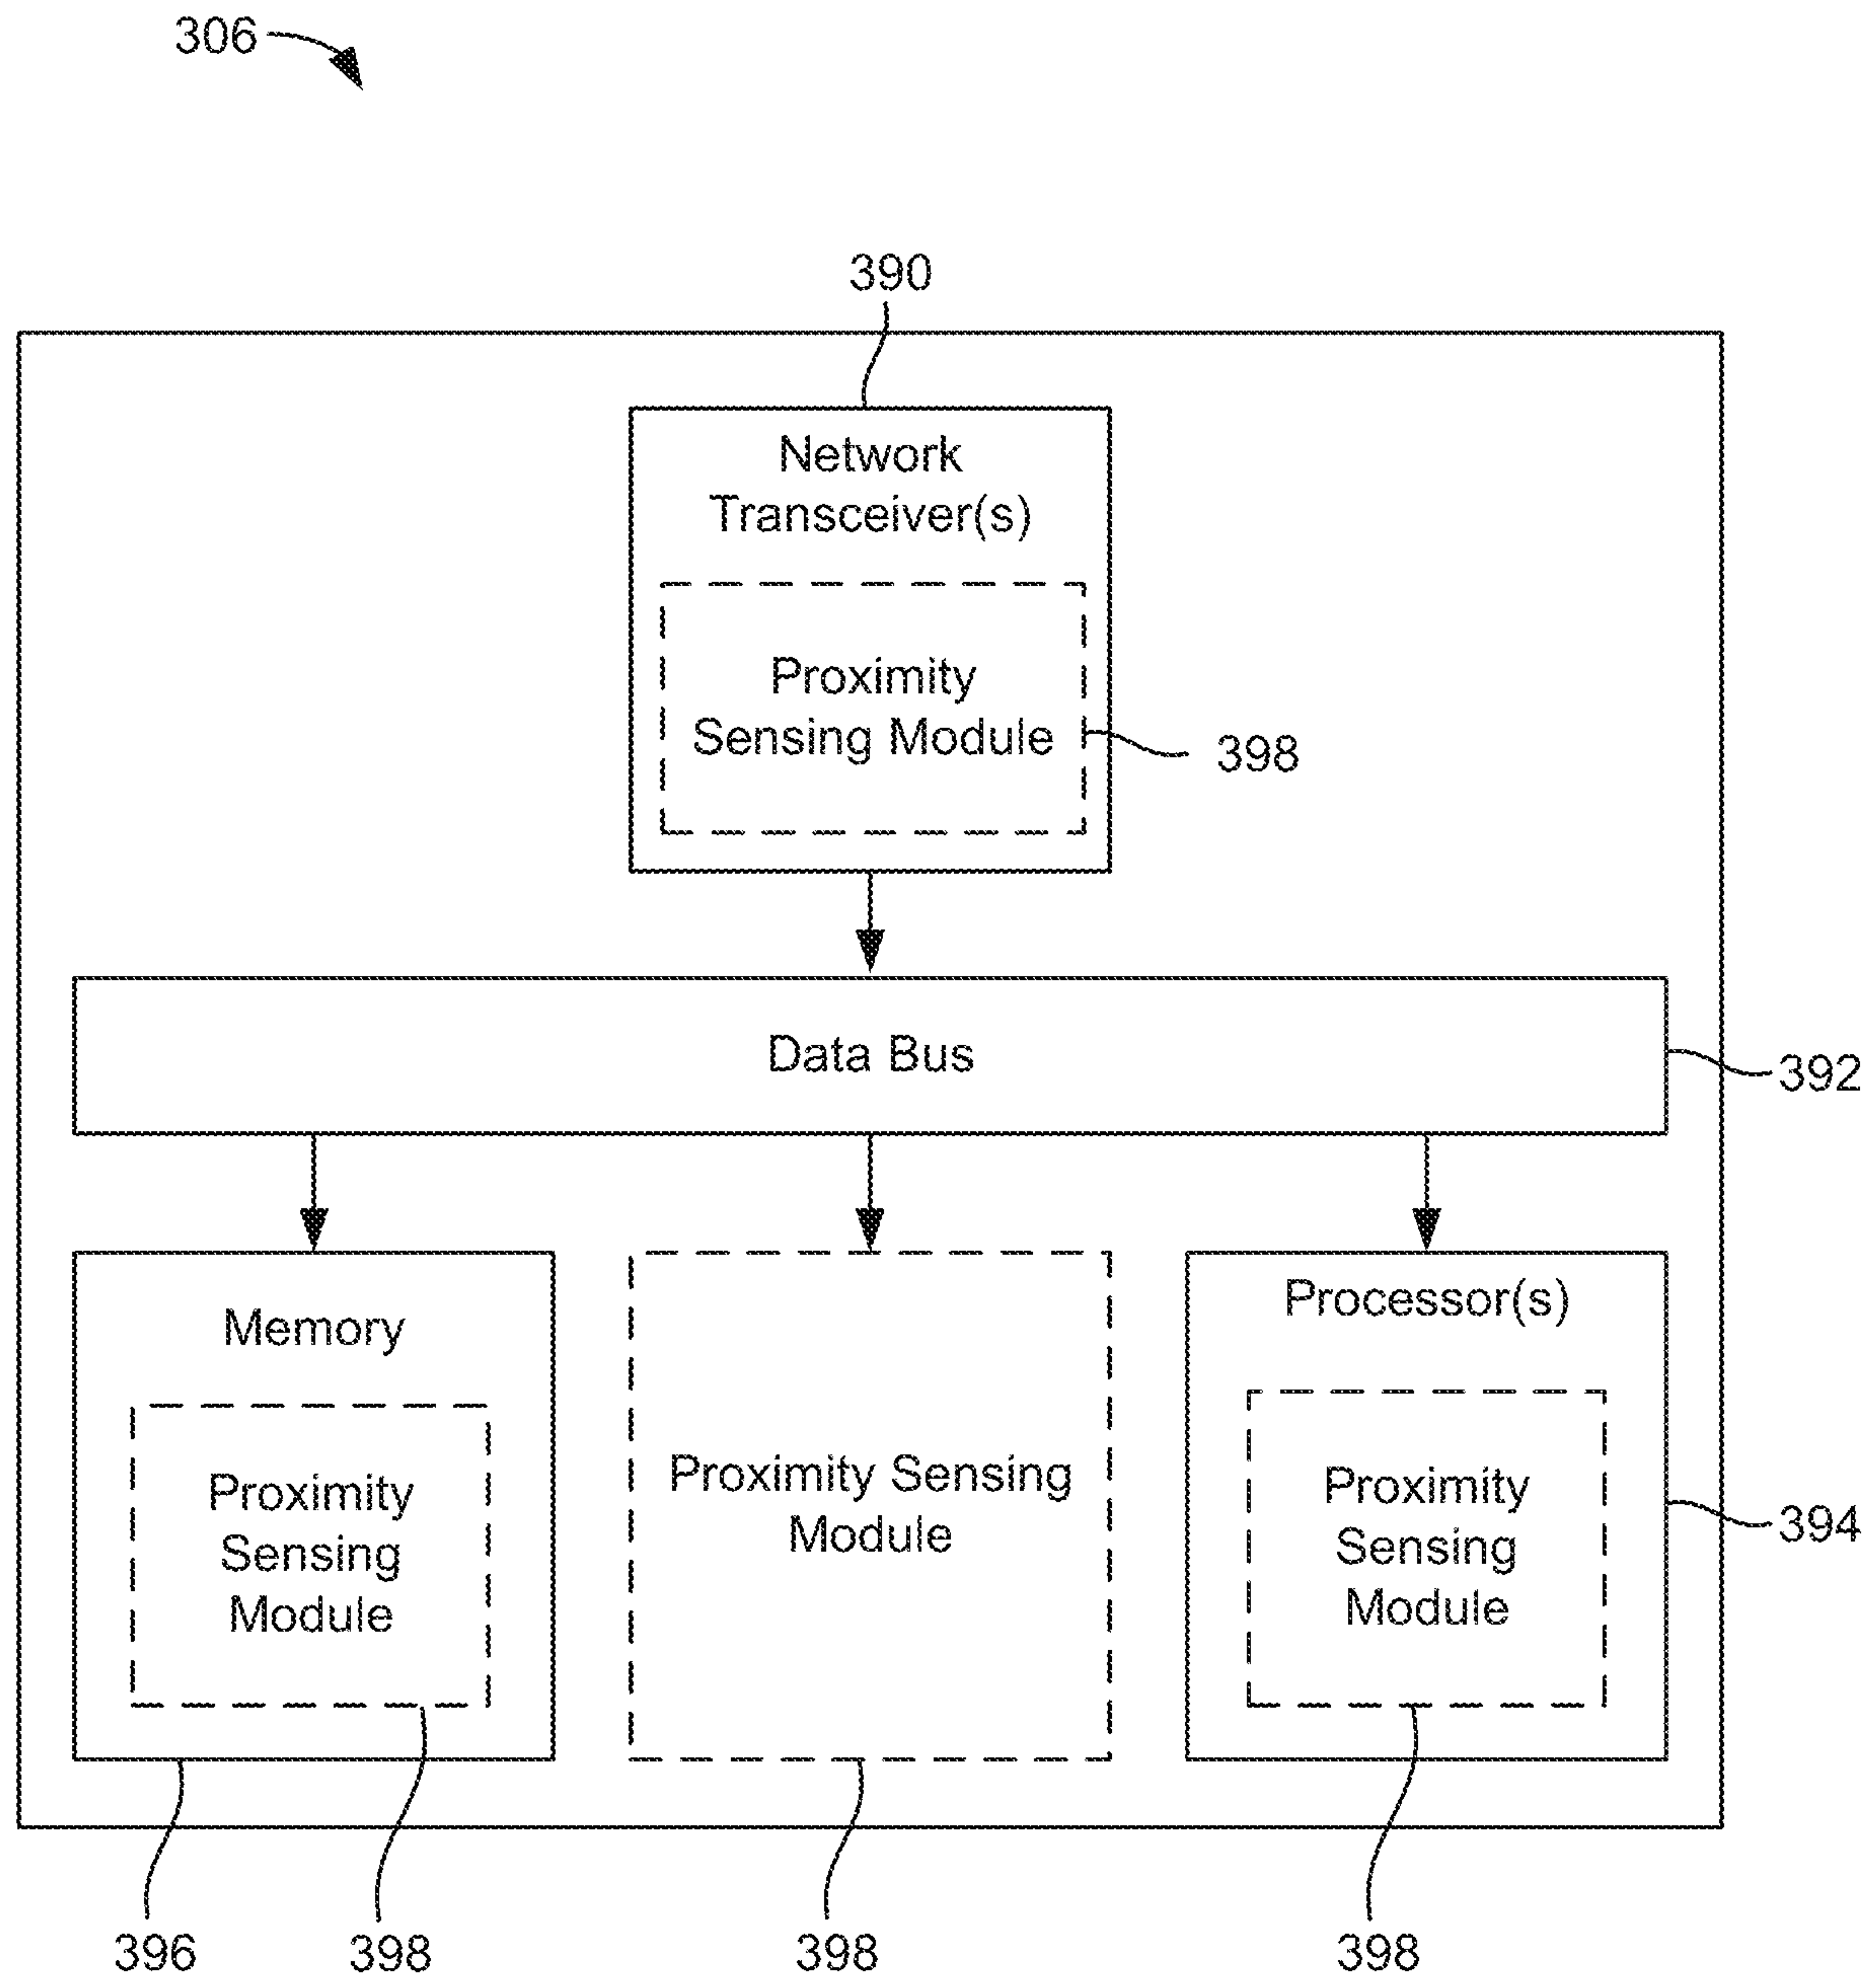 306
390
Network
Transceiver(s)
Proximity
Sensing Module
398
Data Bus
392
Memory
Proximity
Sensing
Module
Proximity Sensing
Module
Processor(s)
Proximity
Sensing
Module
394
396
398
398
398